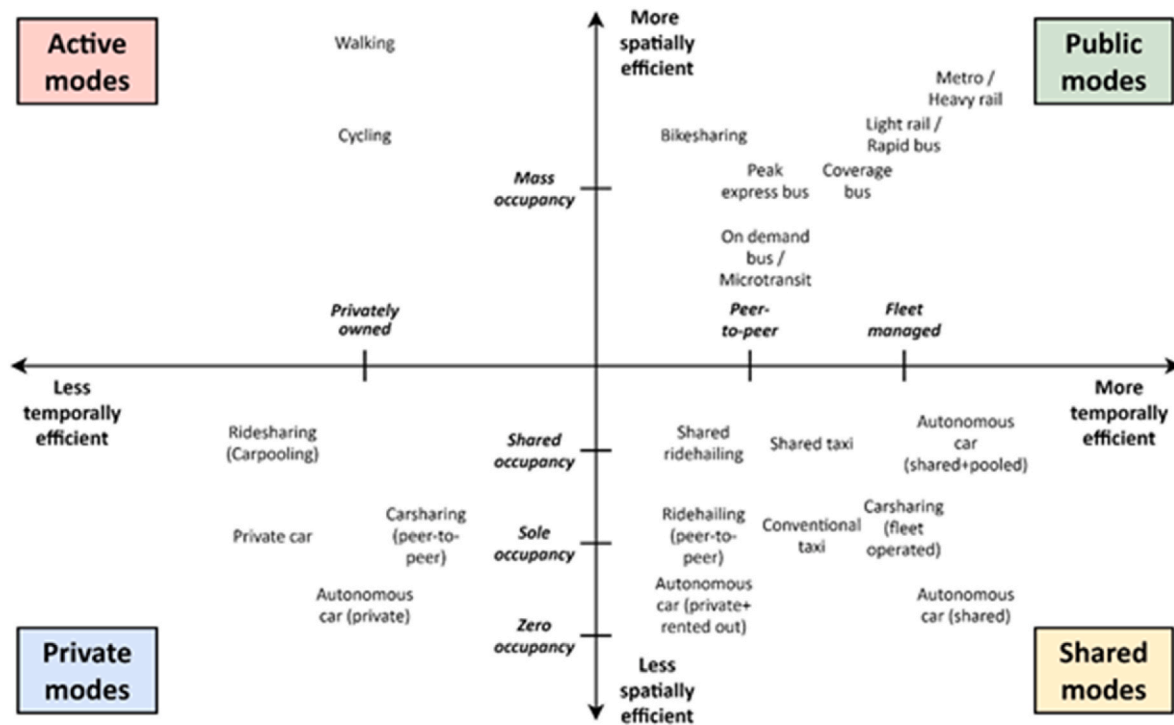 Active
modes
Walking
More
spatially
efficient
Public
modes
Metro /
Heavy rail
Cycling
Bikesharing
Light rail /
Rapid bus
Mass
occupancy
Peak
express bus
Coverage
bus
On demand
bus /
Microtransit
Privately
owned
Peer-
to-peer
Fleet
managed
Less
temporally
efficient
More
temporally
efficient
Ridesharing
(Carpooling)
Shared
occupancy
Shared
ridehailing
Shared taxi
Autonomous
car
(shared+pooled)
Private car
Carsharing
(peer-to-
peer)
Sole
occupancy
Ridehailing
(peer-to-
peer)
Conventional
taxi
Carsharing
(fleet
operated)
Autonomous
car (private)
Zero
occupancy
Autonomous
car (private+
rented out)
Autonomous
car (shared)
Private
modes
Less
spatially
efficient
Shared
modes